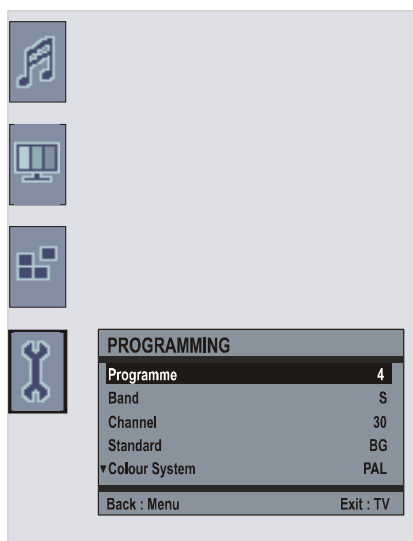 PROGRAMMING
Programme 4
Band S
Channel 30
Standard BG
▼Colour System PAL
Back : Menu Exit : TV